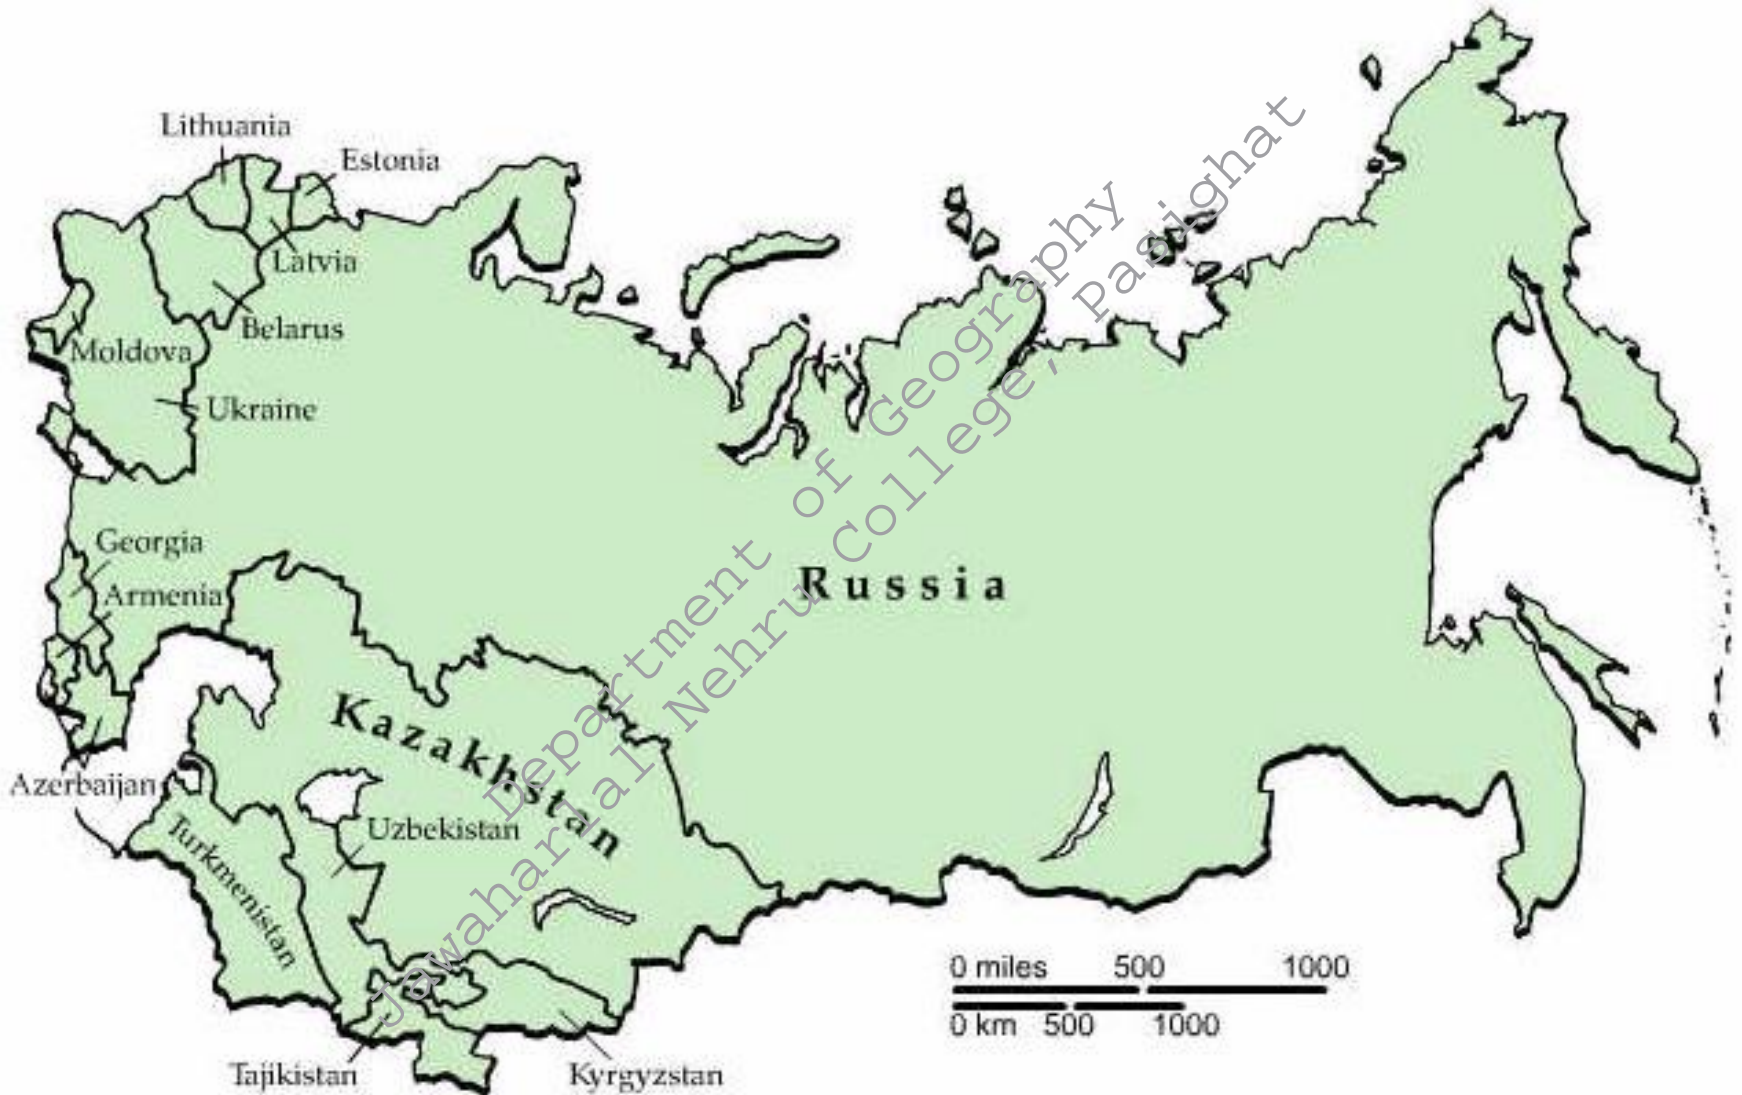 Lithuania
Estonia
Latvia
Belarus
Moldova
Ukraine
Georgia
Armenia
Russia
Kazakhstan
Azerbaijan
Uzbekistan
Turkmenistan
Tajikistan
Kyrgyzstan
0 miles 500 1000
0 km 500 1000
Department of Geography
Jawaharlal Nehru College, Pasighat